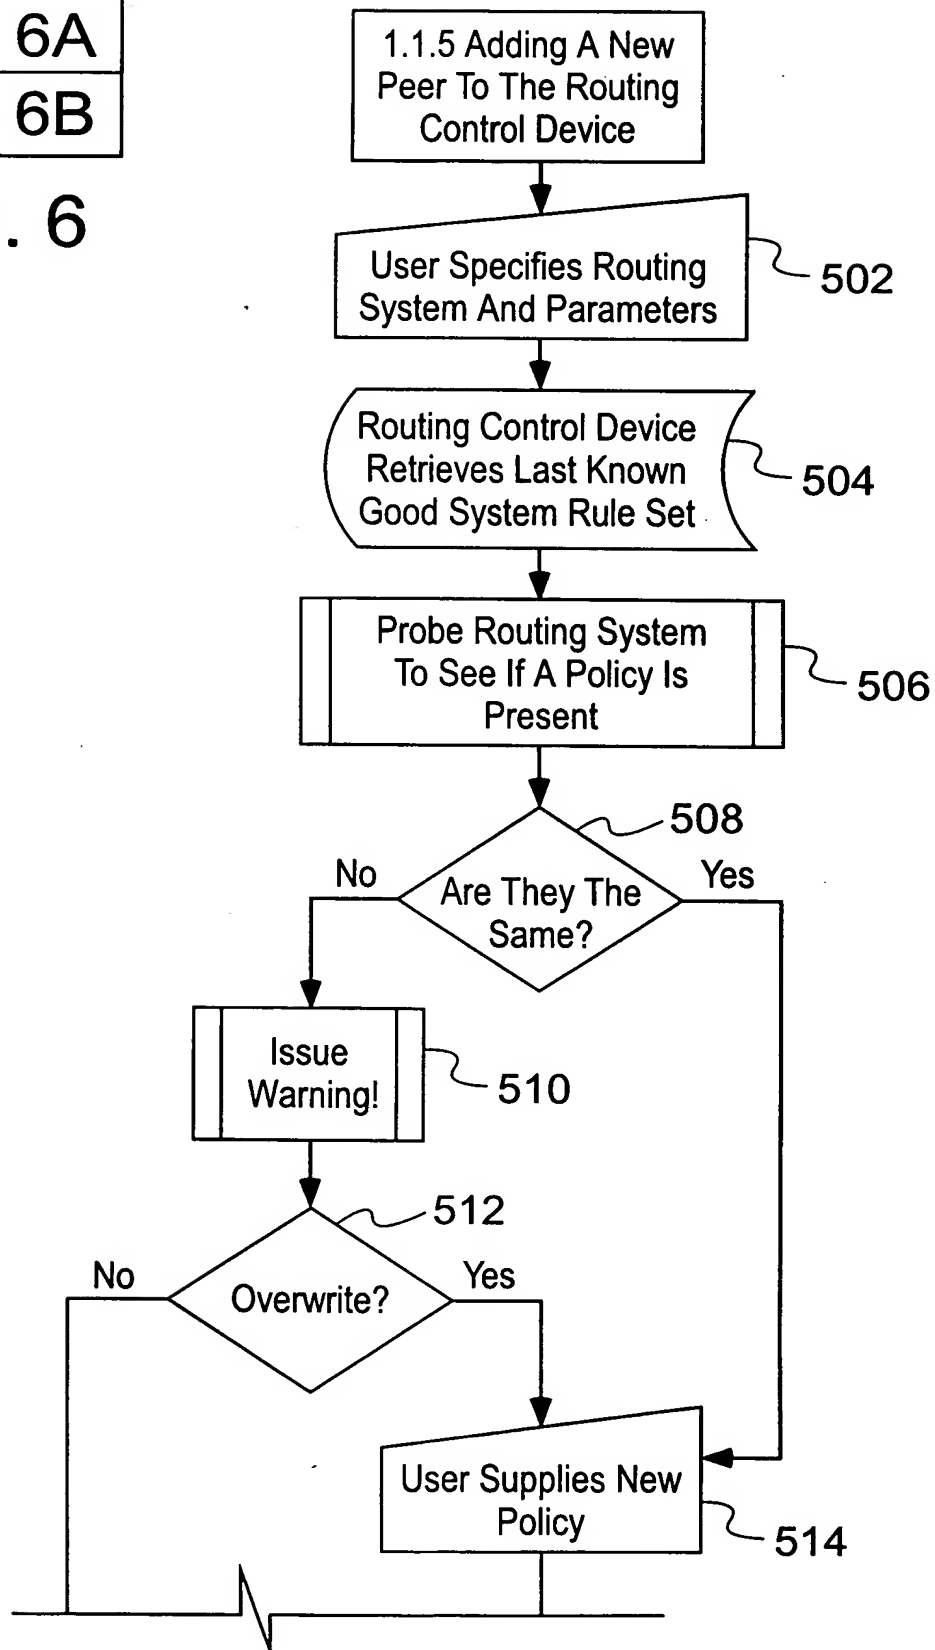 6A
6B
. 6
1.1.5 Adding A New
Peer To The Routing
Control Device
User Specifies Routing
System And Parameters
502
Routing Control Device
Retrieves Last Known
Good System Rule Set
504
Probe Routing System
To See If A Policy Is
Present
506
508
No
Yes
Are They The
Same?
Issue
Warning!
510
512
No
Yes
Overwrite?
User Supplies New
Policy
514